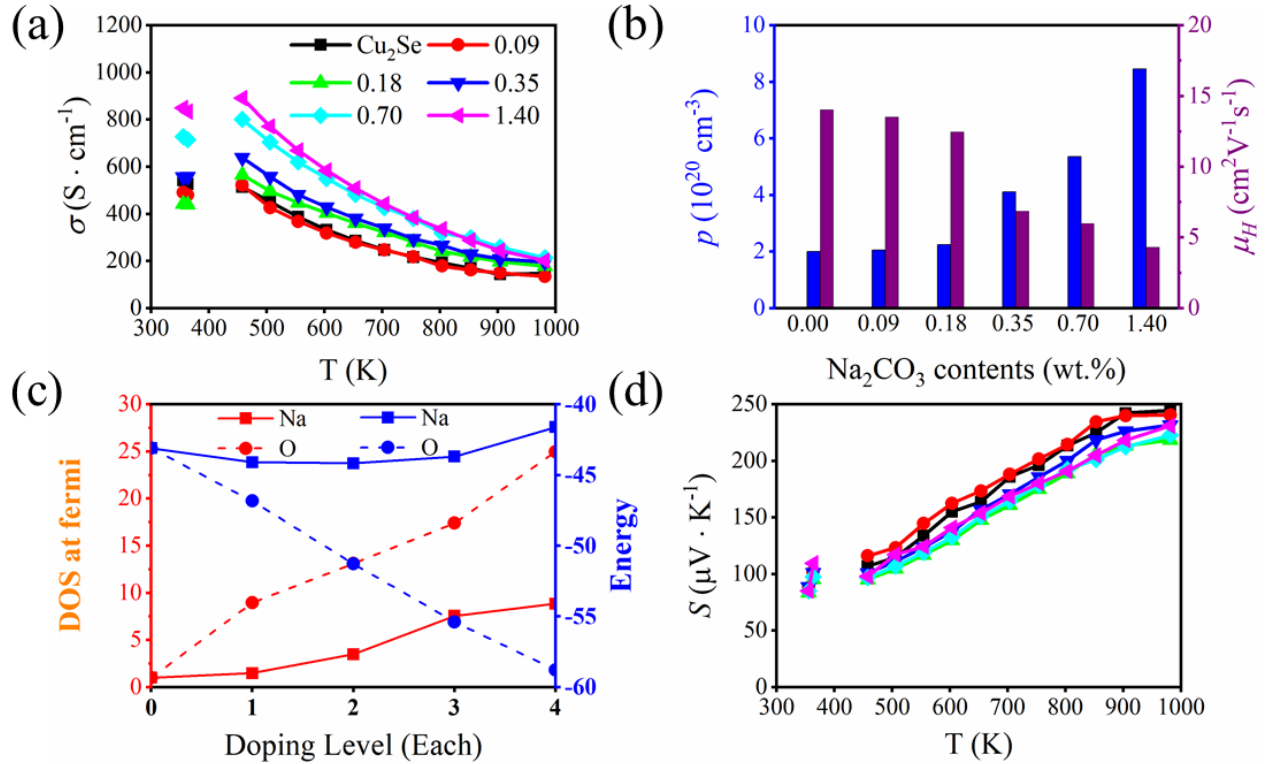 (a)
1200
1000
800
600
400
200
0
σ (S · cm⁻¹)
Cu₂Se
0.09
0.18
0.35
0.70
1.40
300 400 500 600 700 800 900 1000
T (K)
(b)
10
8
6
4
2
0
p (10²⁰ cm⁻³)
20
15
10
5
0
μH (cm²V⁻¹s⁻¹)
0.00 0.09 0.18 0.35 0.70 1.40
Na₂CO₃ contents (wt.%)
(c)
30
25
20
15
10
5
0
DOS at fermi
Na
O
Na
O
-40
-45
-50
-55
-60
Energy
0 1 2 3 4
Doping Level (Each)
(d)
250
200
150
100
50
0
S (μV · K⁻¹)
300 400 500 600 700 800 900 1000
T (K)